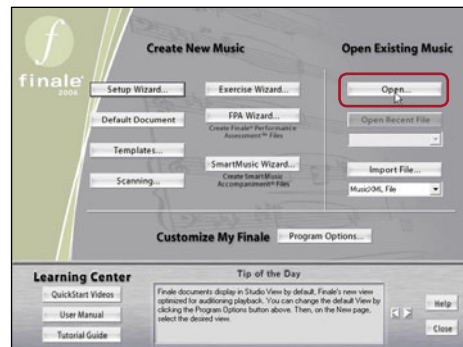 Create New Music
Open Existing Music
finale
2008
Setup Wizard...
Exercise Wizard...
Open...
Default Document
FPA Wizard...
Create Finale® Performance
Assessment™ Files
Open Recent File
Templates...
SmartMusic Wizard...
Create SmartMusic
Accompaniment® Files
Scanning...
Import File...
MusicXML File
Customize My Finale
Program Options...
Learning Center
QuickStart Videos
User Manual
Tutorial Guide
Tip of the Day
Finale documents display in Studio View by default, Finale's new view
optimized for auditioning playback. You can change the default View by
clicking the Program Options button above. Then, on the New page,
select the desired view.
Help
Close